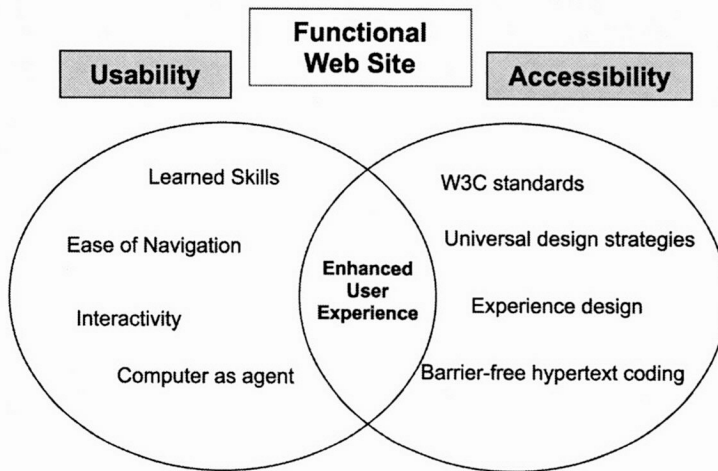 Functional
Web Site
Usability
Accessibility
Learned Skills
Ease of Navigation
Interactivity
Computer as agent
Enhanced
User
Experience
W3C standards
Universal design strategies
Experience design
Barrier-free hypertext coding